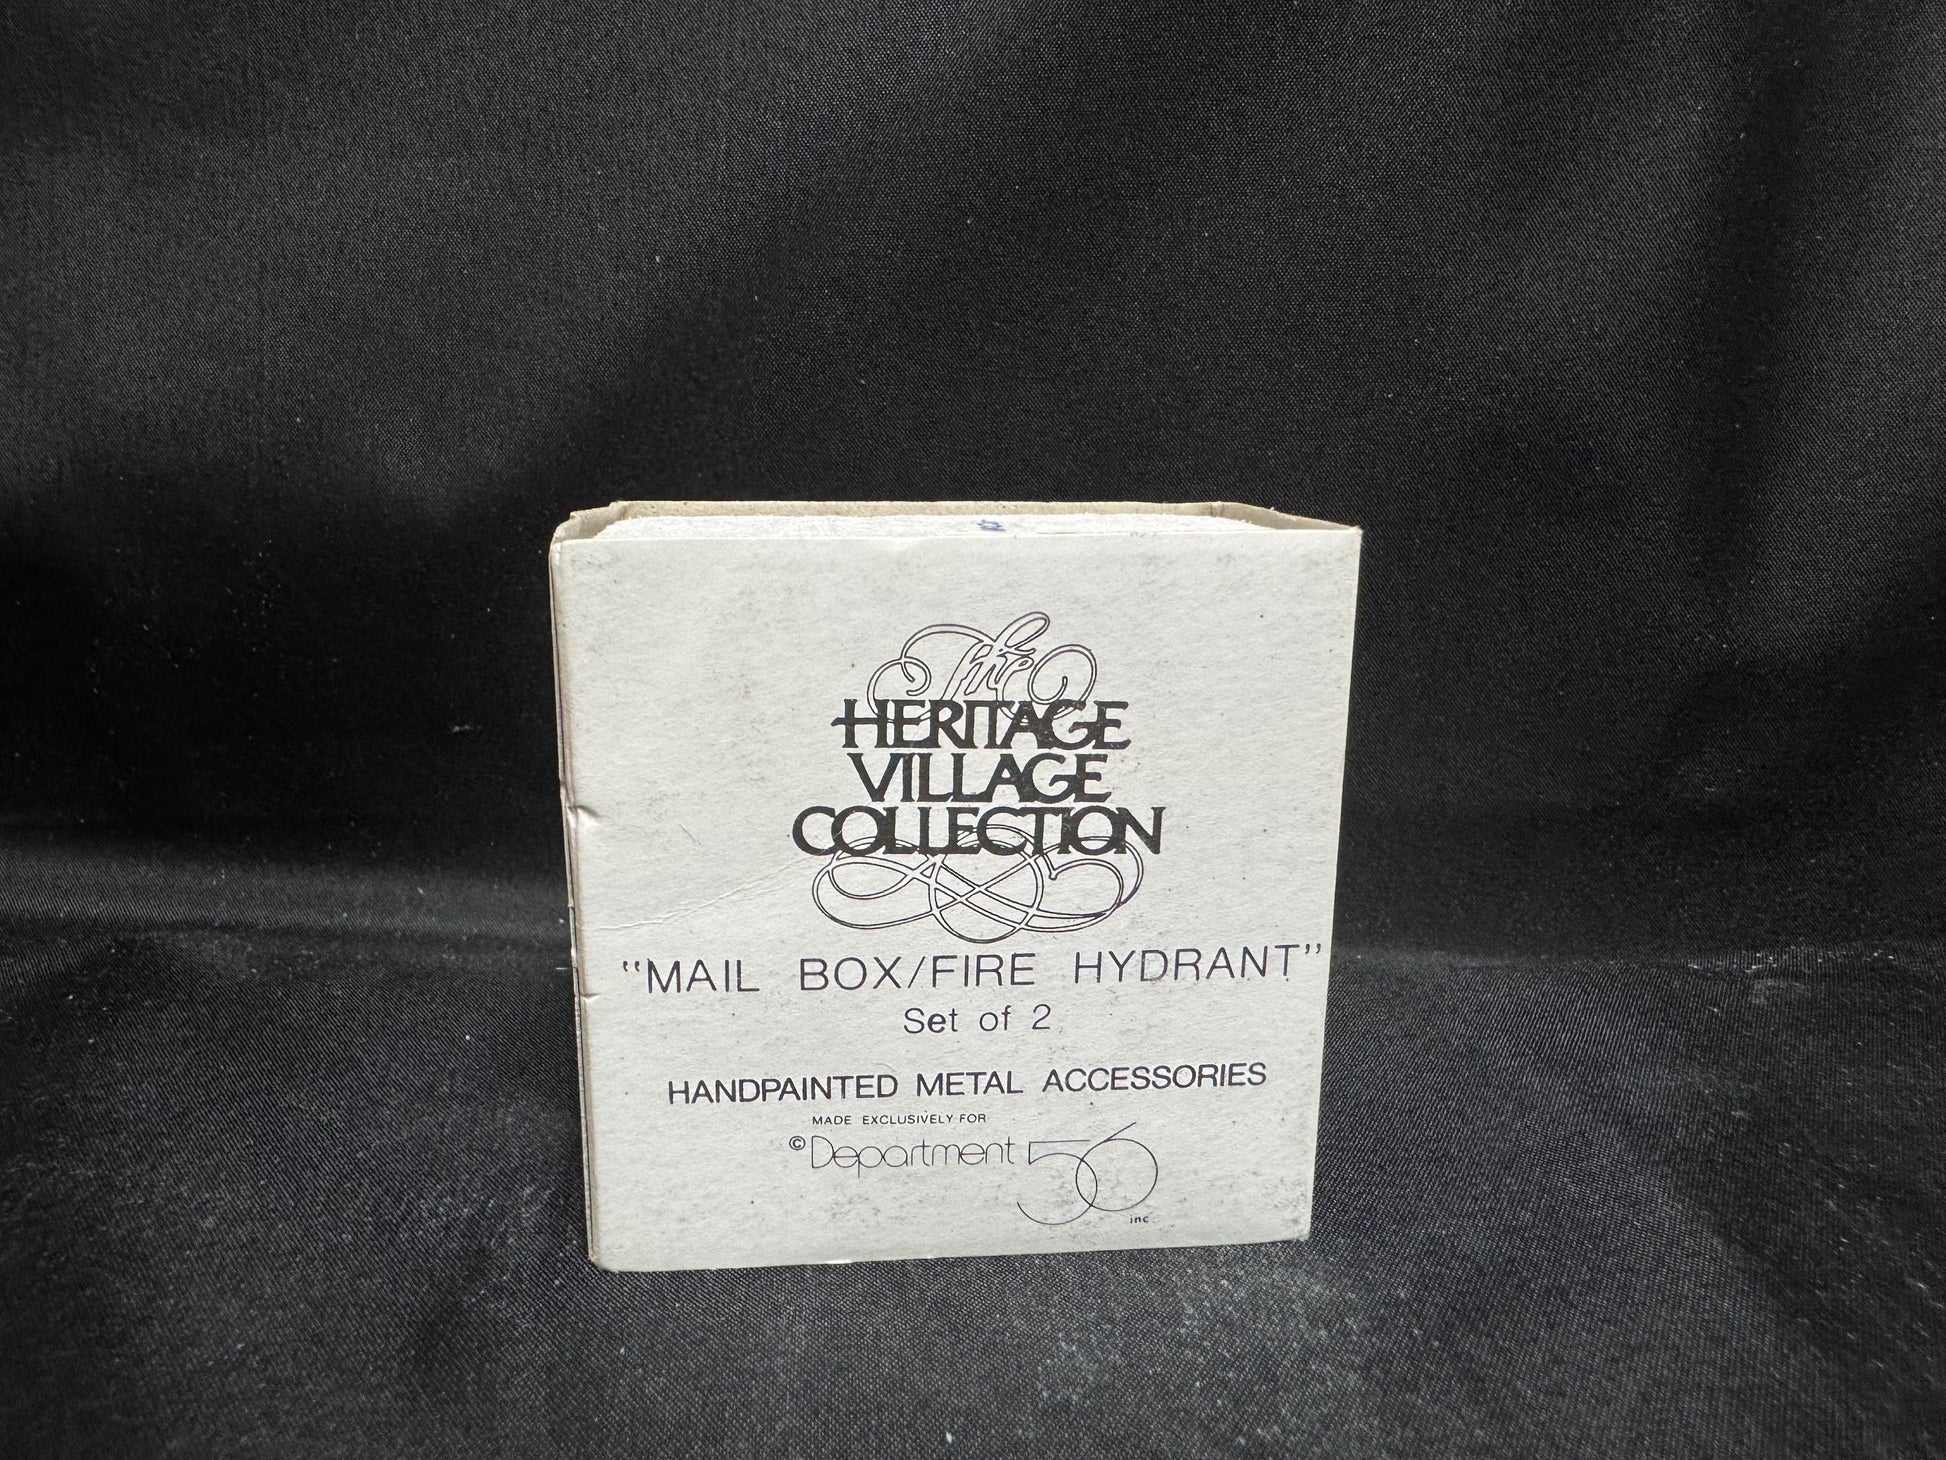 The
HERITAGE
VILLAGE
COLLECTION
"MAIL BOX/FIRE HYDRANT"
Set of 2
HANDPAINTED METAL ACCESSORIES
MADE EXCLUSIVELY FOR
©Department 56
inc